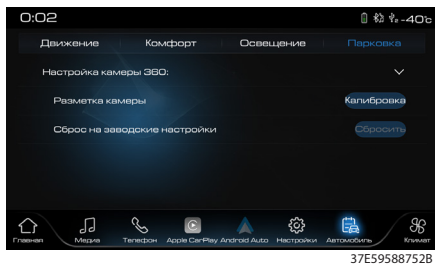 0:02 -40°c
Движение Комфорт Освещение Парковка
Настройка камеры 360:
Разметка камеры Калибровка
Сброс на заводские настройки Сбросить
Главная Медиа Телефон Apple CarPlay Android Auto Настройки Автомобиль Климат
37E59588752B